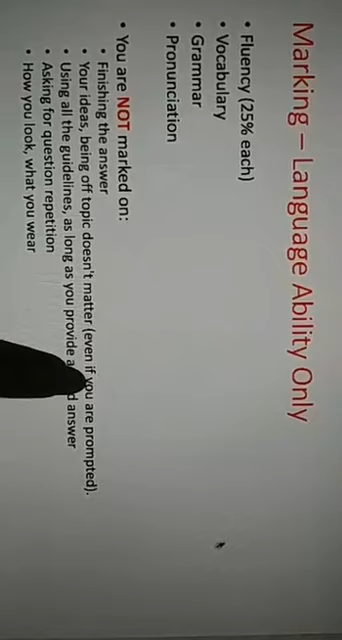 Marking – Language Ability Only
• Fluency (25% each)
• Vocabulary
• Grammar
• Pronunciation
• You are NOT marked on:
• Finishing the answer
• Your ideas, being off topic doesn't matter (even if you are prompted).
• Using all the guidelines, as long as you provide a answer
• Asking for question repetition
• How you look, what you wear